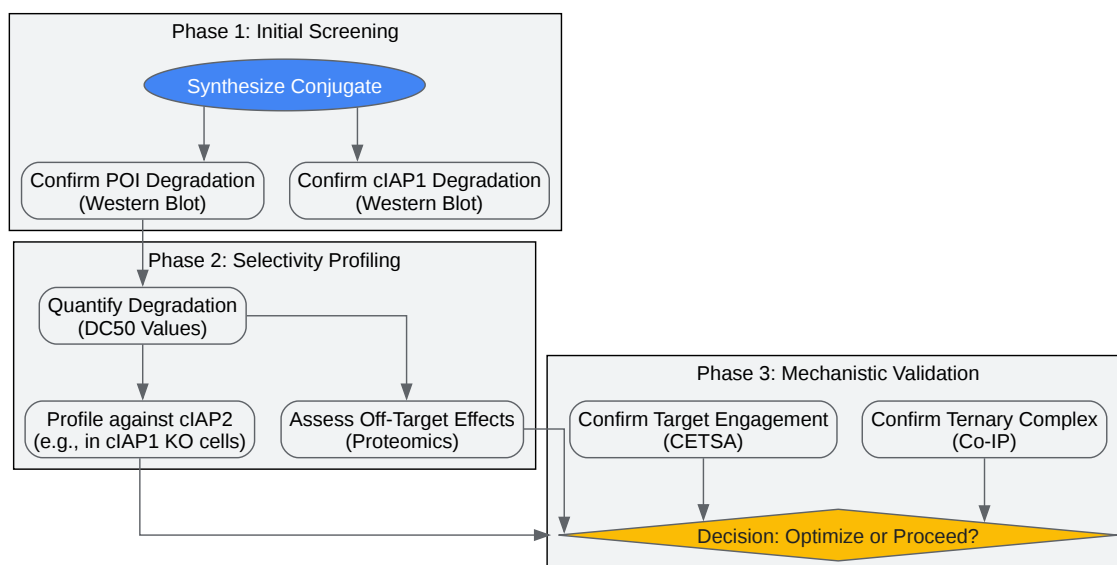 Phase 1: Initial Screening
Synthesize Conjugate
Confirm POI Degradation
(Western Blot)
Confirm cIAP1 Degradation
(Western Blot)
Phase 2: Selectivity Profiling
Quantify Degradation
(DC50 Values)
Profile against cIAP2
(e.g., in cIAP1 KO cells)
Assess Off-Target Effects
(Proteomics)
Phase 3: Mechanistic Validation
Confirm Target Engagement
(CETSA)
Confirm Ternary Complex
(Co-IP)
Decision: Optimize or Proceed?